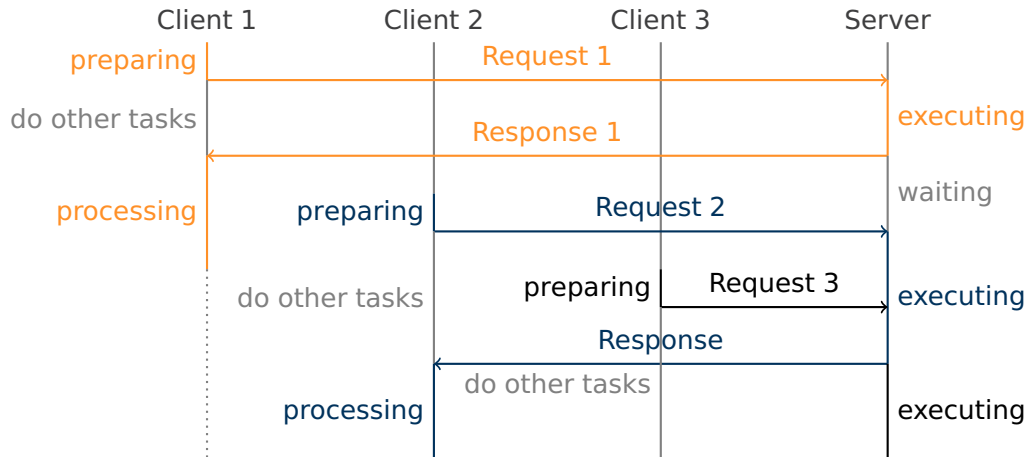 Client 1 Client 2 Client 3 Server
preparing Request 1
do other tasks executing
Response 1
waiting
processing preparing Request 2
preparing Request 3
do other tasks executing
Response
do other tasks
processing executing